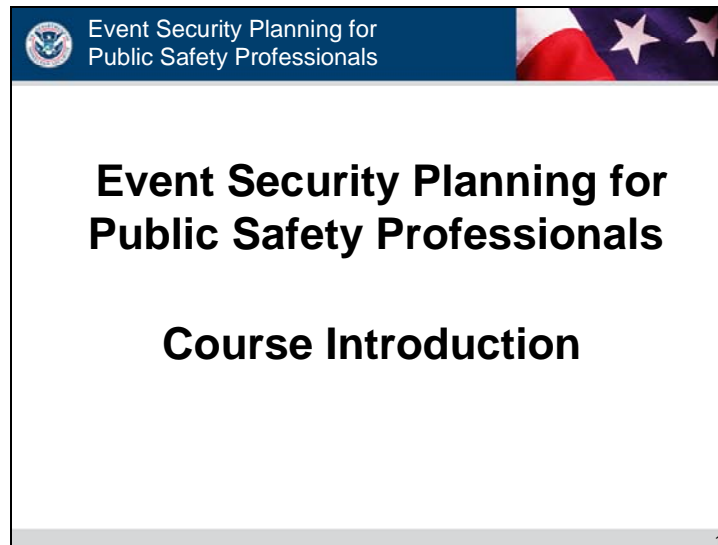 Event Security Planning for
Public Safety Professionals
Event Security Planning for
Public Safety Professionals
Course Introduction